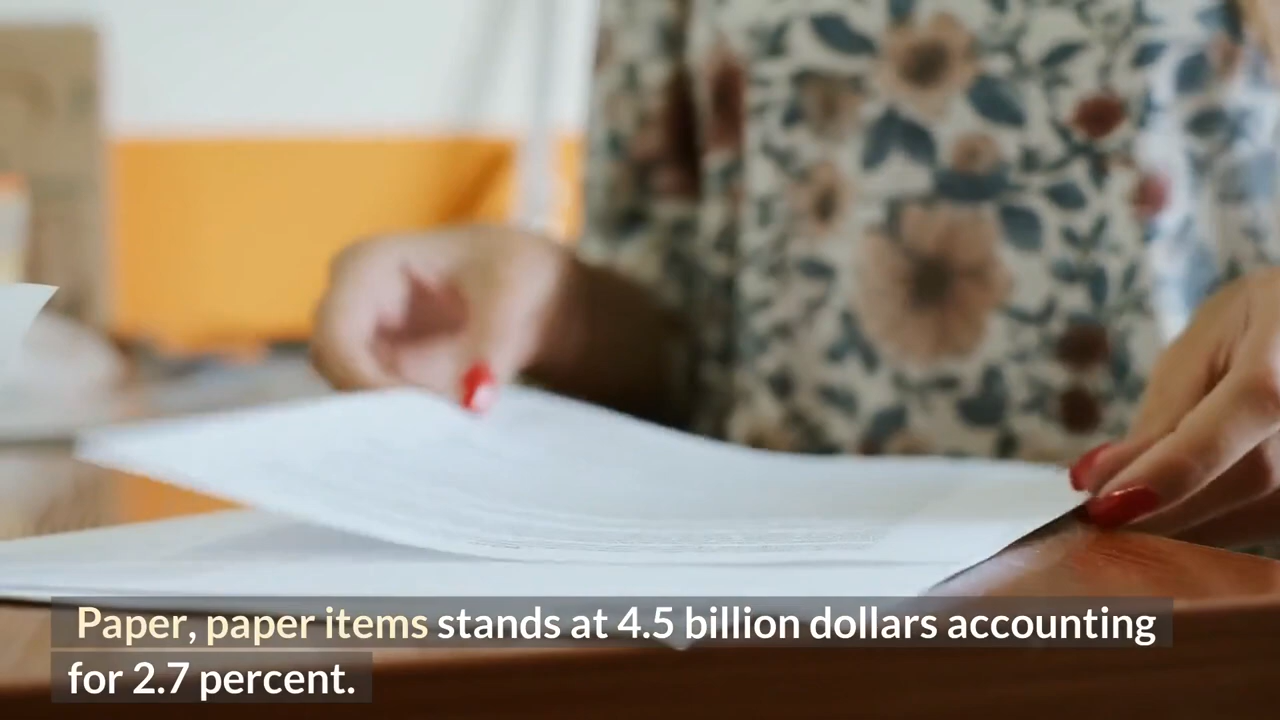 Paper, paper items stands at 4.5 billion dollars accounting
for 2.7 percent.